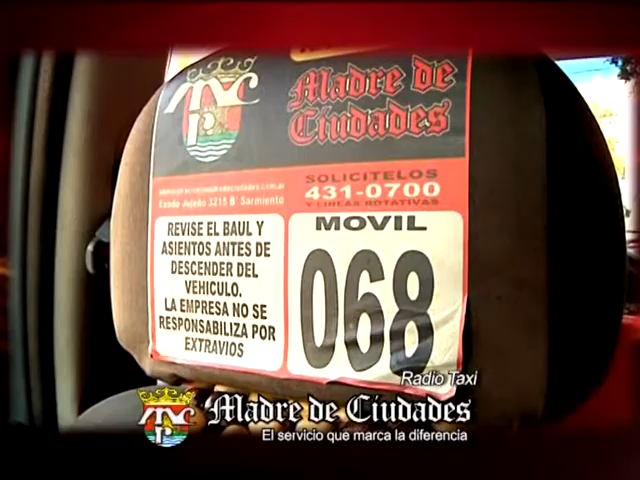 Madre de
Ciudades
SOLICITELOS
431-0700
Y LINEAS ROTATIVAS
Exodo Jujeño 3215 Bº Sarmiento
MOVIL
068
REVISE EL BAUL Y
ASIENTOS ANTES DE
DESCENDER DEL
VEHICULO.
LA EMPRESA NO SE
RESPONSABILIZA POR
EXTRAVIOS
Radio Taxi
Madre de Ciudades
El servicio que marca la diferencia